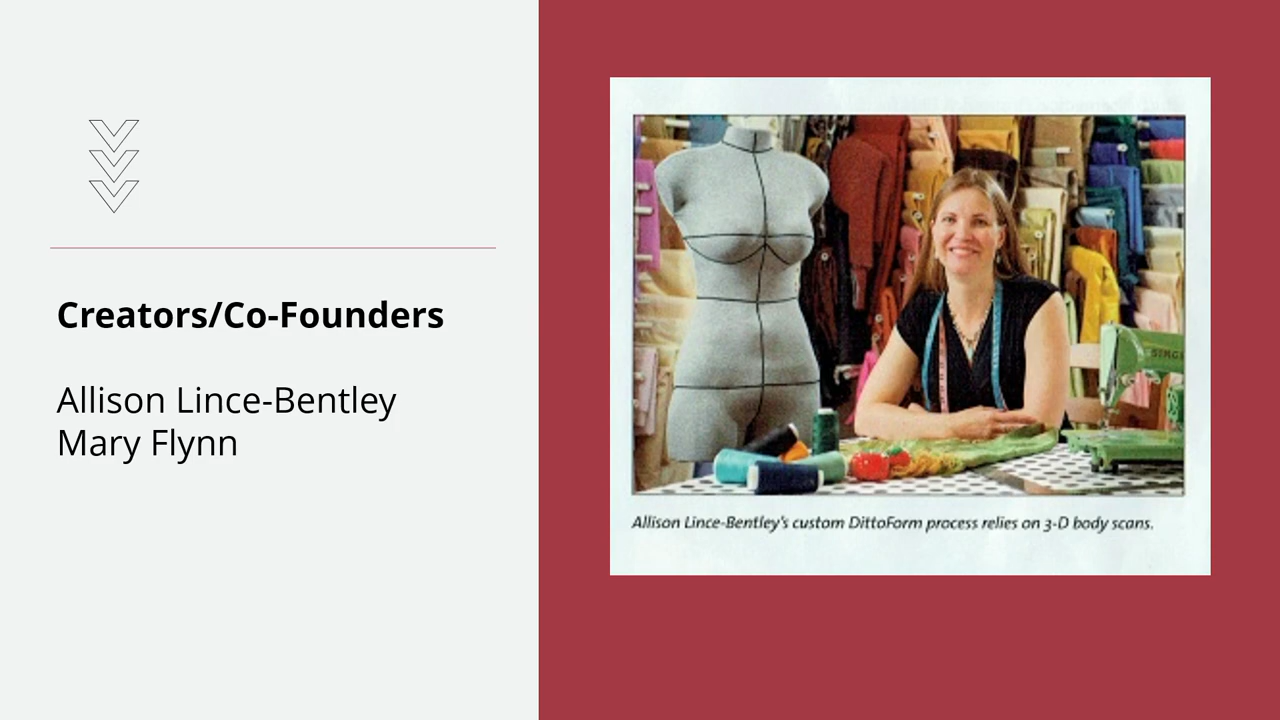 Creators/Co-Founders
Allison Lince-Bentley
Mary Flynn
Allison Lince-Bentley's custom DittoForm process relies on 3-D body scans.